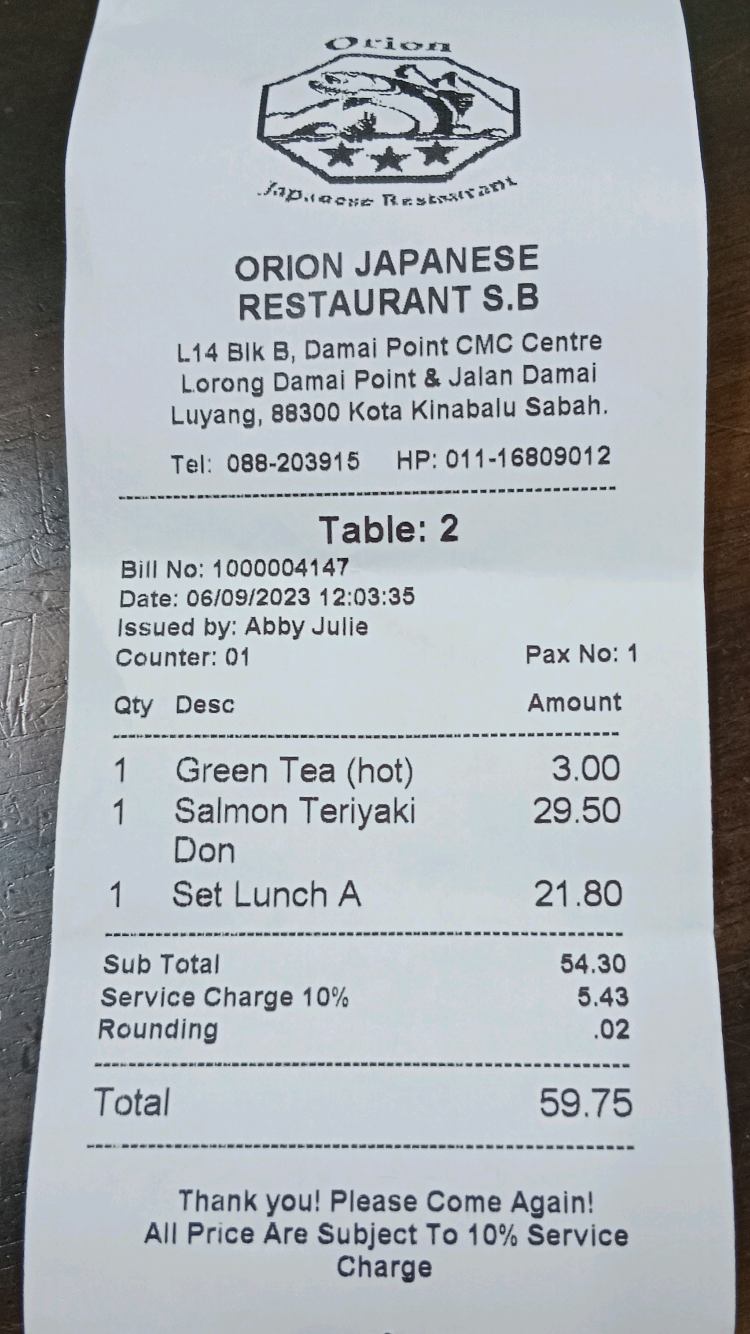 Orion
Japanese Restaurant
ORION JAPANESE
RESTAURANT S.B
L14 Blk B, Damai Point CMC Centre
Lorong Damai Point & Jalan Damai
Luyang, 88300 Kota Kinabalu Sabah.
Tel: 088-203915 HP: 011-16809012
Table: 2
Bill No: 1000004147
Date: 06/09/2023 12:03:35
Issued by: Abby Julie
Counter: 01 Pax No: 1
Qty Desc Amount
1 Green Tea (hot) 3.00
1 Salmon Teriyaki 29.50
Don
1 Set Lunch A 21.80
Sub Total 54.30
Service Charge 10% 5.43
Rounding .02
Total 59.75
Thank you! Please Come Again!
All Price Are Subject To 10% Service
Charge